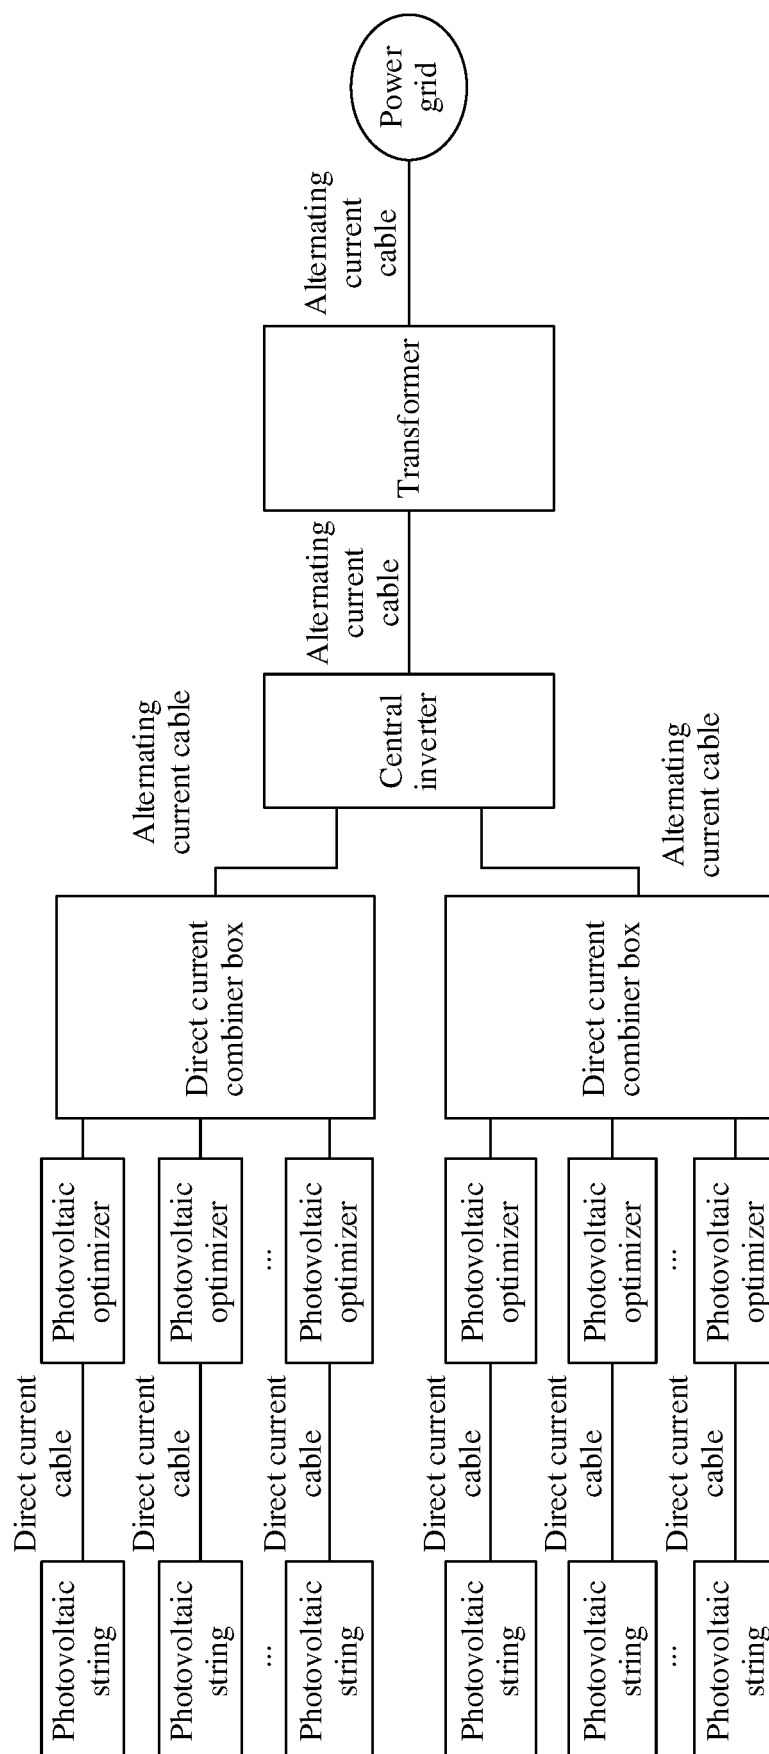 Photovoltaic
string
Direct current
cable
Photovoltaic
optimizer
Photovoltaic
string
Direct current
cable
Photovoltaic
optimizer
...
...
Photovoltaic
string
Direct current
cable
Photovoltaic
optimizer
Direct current
combiner box
Alternating
current cable
Photovoltaic
string
Direct current
cable
Photovoltaic
optimizer
Photovoltaic
string
Direct current
cable
Photovoltaic
optimizer
...
...
Photovoltaic
string
Direct current
cable
Photovoltaic
optimizer
Direct current
combiner box
Alternating
current cable
Central
inverter
Alternating
current
cable
Transformer
Alternating
current
cable
Power
grid